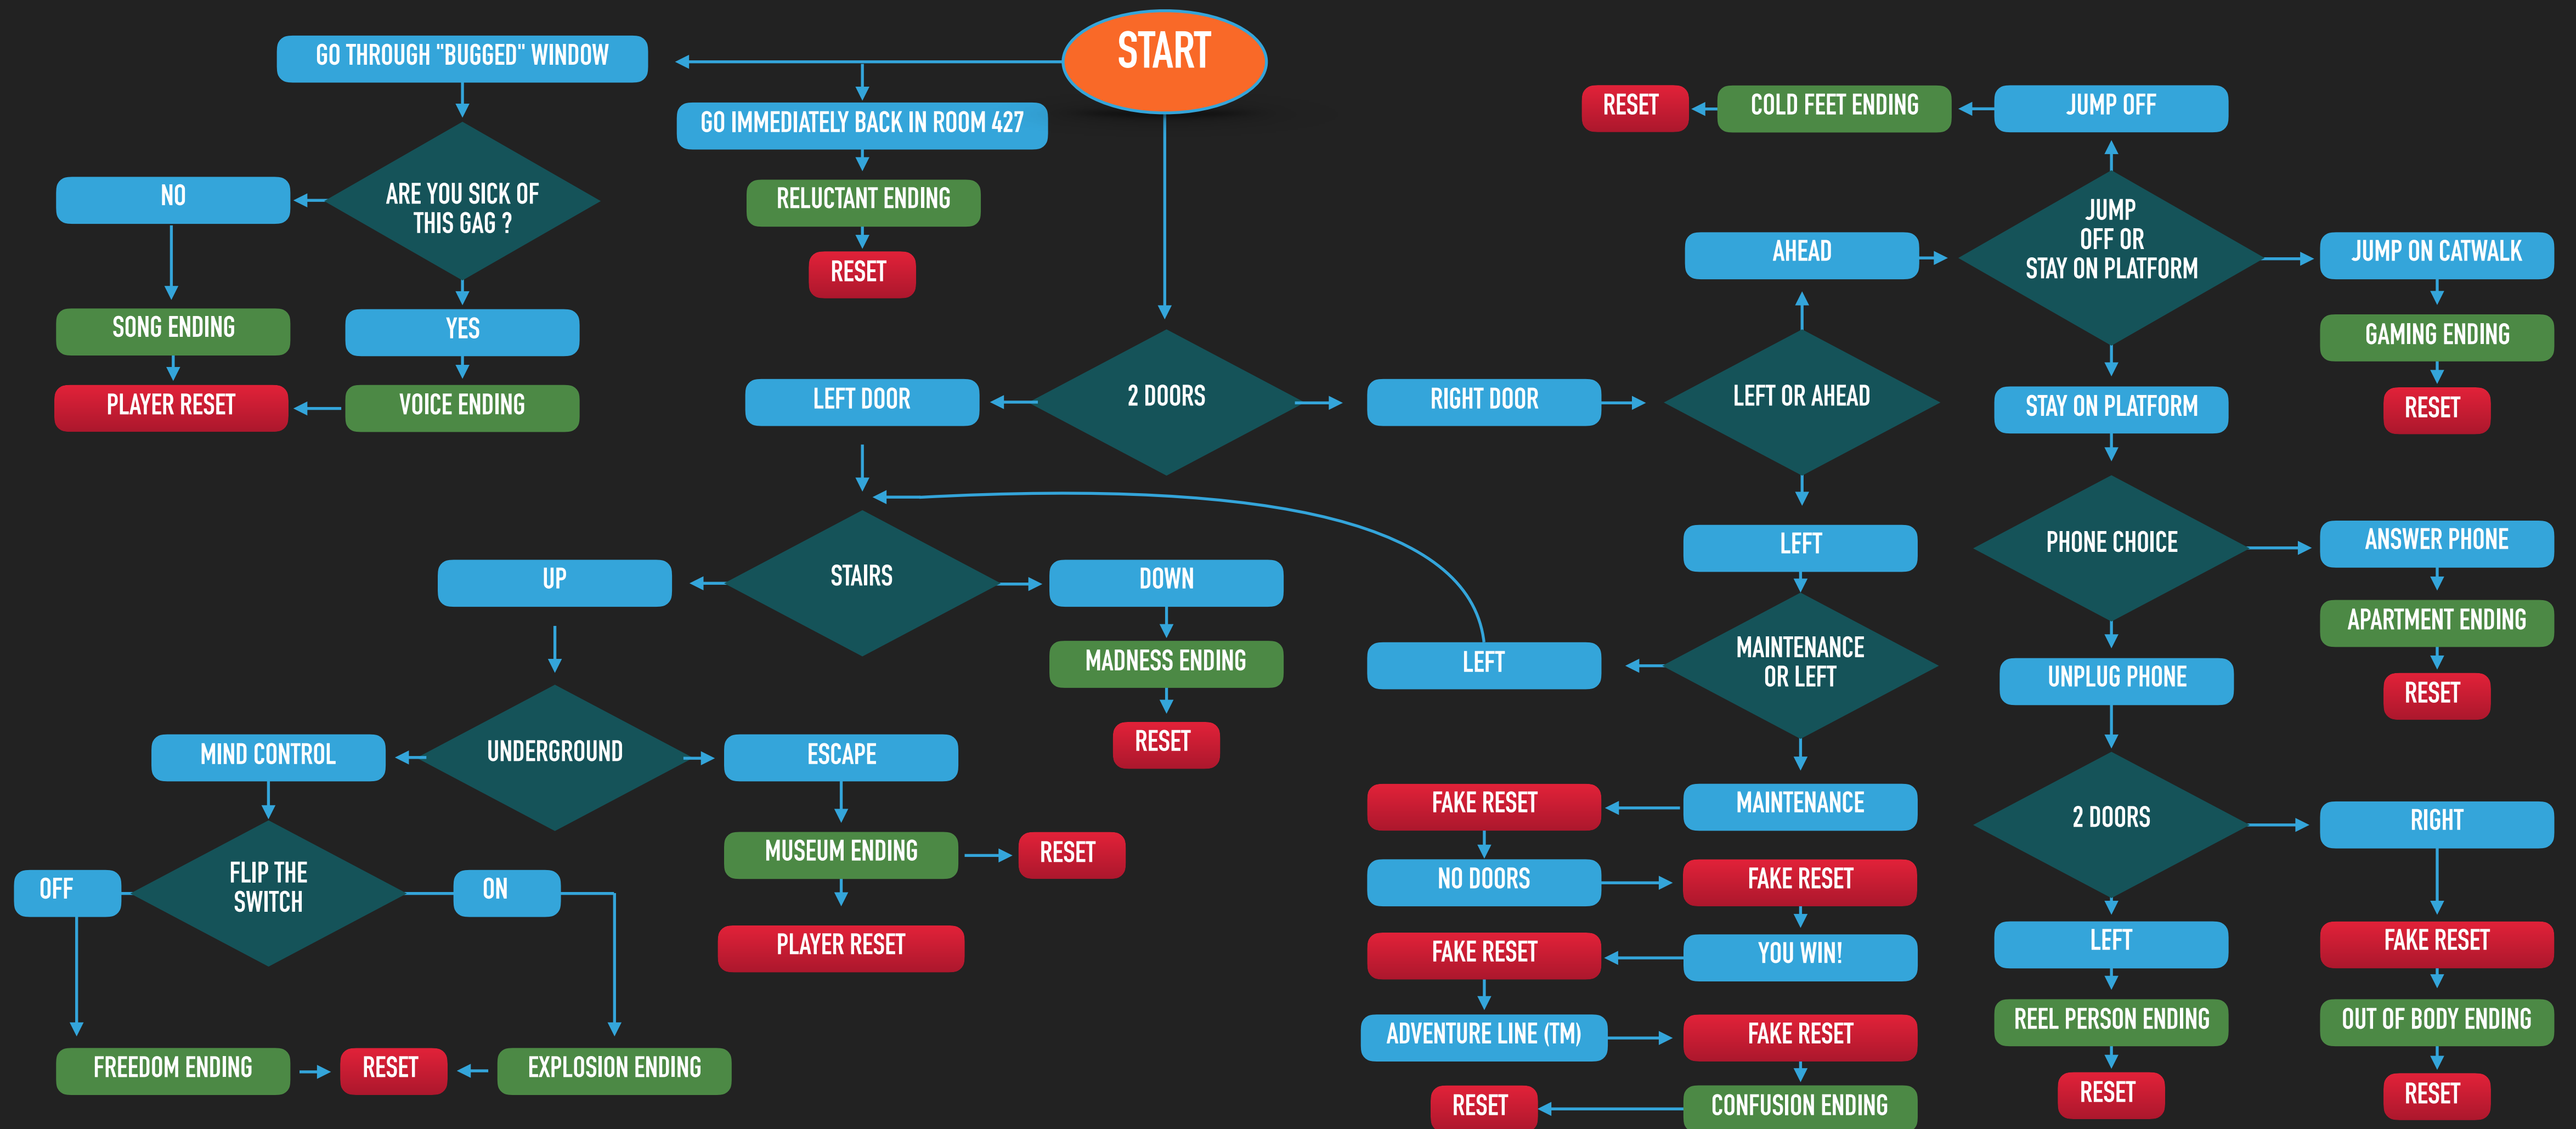 START
GO THROUGH "BUGGED" WINDOW
GO IMMEDIATELY BACK IN ROOM 427
RELUCTANT ENDING
RESET
ARE YOU SICK OF
THIS GAG ?
NO
SONG ENDING
YES
VOICE ENDING
PLAYER RESET
2 DOORS
LEFT DOOR
RIGHT DOOR
STAIRS
UP
DOWN
MADNESS ENDING
RESET
UNDERGROUND
MIND CONTROL
ESCAPE
MUSEUM ENDING
RESET
PLAYER RESET
FLIP THE
SWITCH
OFF
ON
FREEDOM ENDING
RESET
EXPLOSION ENDING
LEFT OR AHEAD
AHEAD
LEFT
MAINTENANCE
OR LEFT
LEFT
MAINTENANCE
FAKE RESET
NO DOORS
FAKE RESET
YOU WIN!
FAKE RESET
ADVENTURE LINE (TM)
FAKE RESET
CONFUSION ENDING
RESET
JUMP
OFF OR
STAY ON PLATFORM
JUMP OFF
COLD FEET ENDING
RESET
JUMP ON CATWALK
GAMING ENDING
RESET
STAY ON PLATFORM
PHONE CHOICE
ANSWER PHONE
APARTMENT ENDING
RESET
UNPLUG PHONE
2 DOORS
LEFT
REEL PERSON ENDING
RESET
RIGHT
FAKE RESET
OUT OF BODY ENDING
RESET